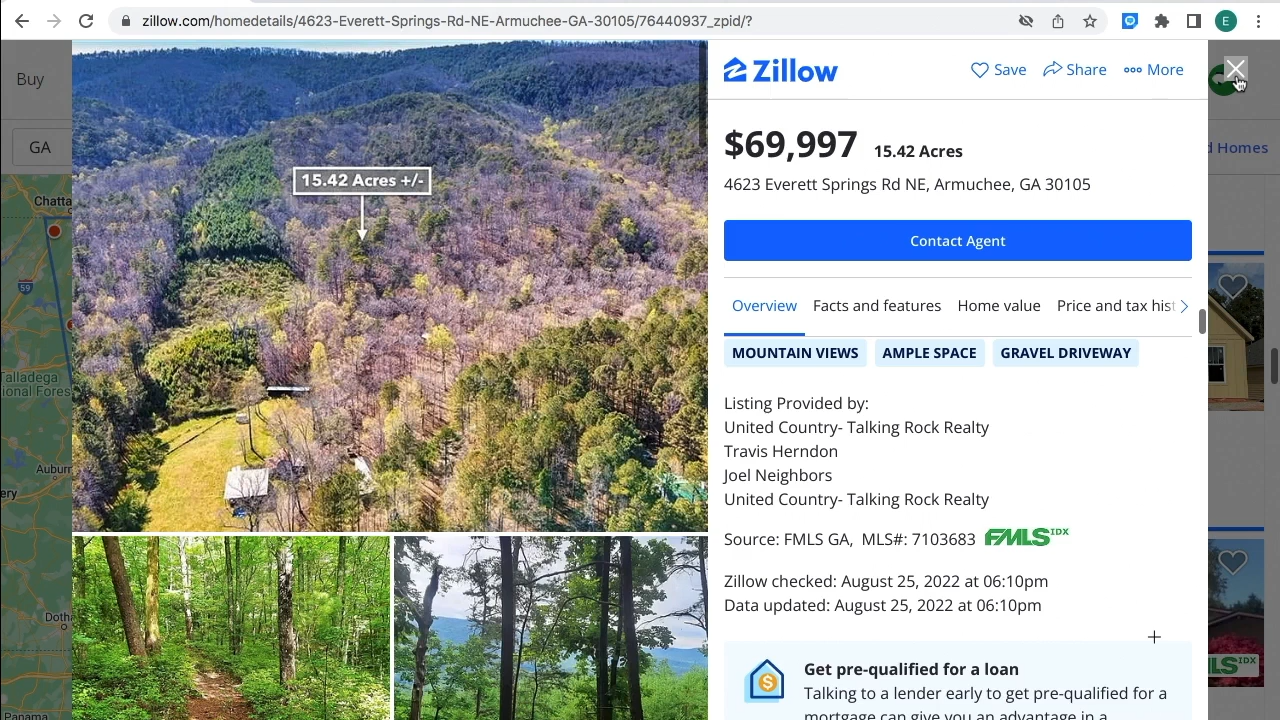 zillow.com/homedetails/4623-Everett-Springs-Rd-NE-Armuchee-GA-30105/76440937_zpid/?
E
Buy
GA
d Homes
Chatta
59
Talladega
ional Fores
Auburn
ery
Doth
Panama
15.42 Acres +/-
Zillow
Save
Share
More
$69,997 15.42 Acres
4623 Everett Springs Rd NE, Armuchee, GA 30105
Contact Agent
Overview Facts and features Home value Price and tax hist
MOUNTAIN VIEWS AMPLE SPACE GRAVEL DRIVEWAY
Listing Provided by:
United Country- Talking Rock Realty
Travis Herndon
Joel Neighbors
United Country- Talking Rock Realty
Source: FMLS GA, MLS#: 7103683 FMLS IDX
Zillow checked: August 25, 2022 at 06:10pm
Data updated: August 25, 2022 at 06:10pm
$
Get pre-qualified for a loan
Talking to a lender early to get pre-qualified for a
mortgage can give you an advantage in a
LS IDX